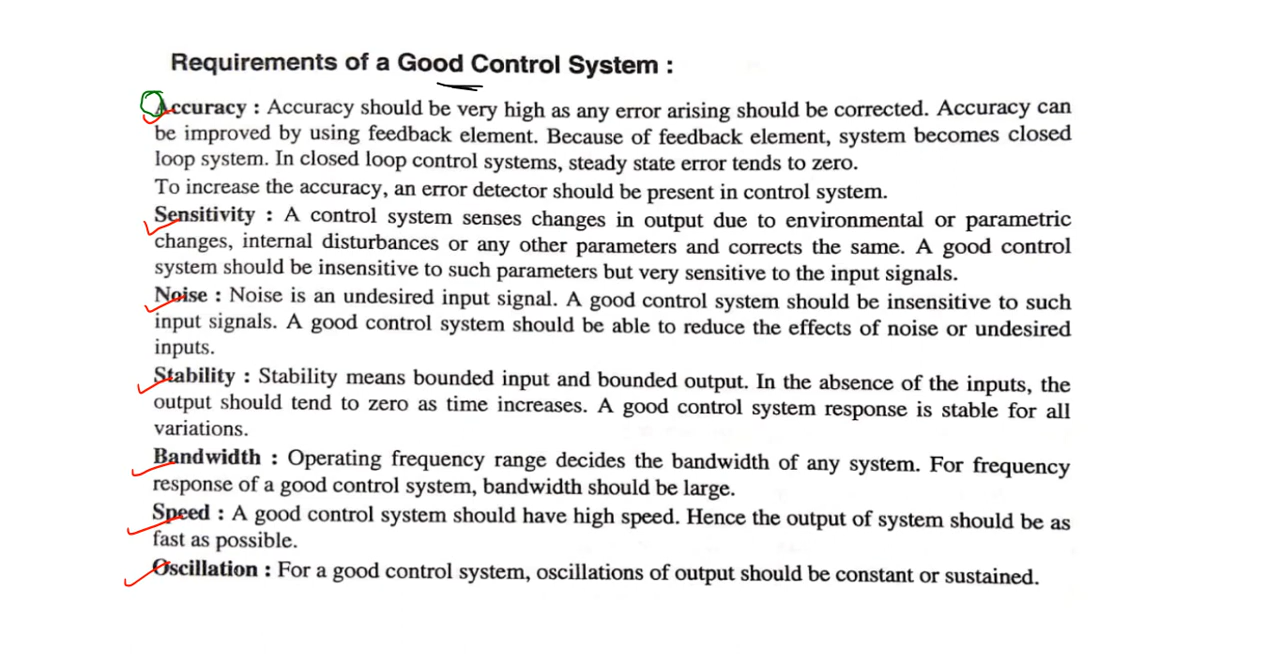 Requirements of a Good Control System :
Accuracy : Accuracy should be very high as any error arising should be corrected. Accuracy can
be improved by using feedback element. Because of feedback element, system becomes closed
loop system. In closed loop control systems, steady state error tends to zero.
To increase the accuracy, an error detector should be present in control system.
Sensitivity : A control system senses changes in output due to environmental or parametric
changes, internal disturbances or any other parameters and corrects the same. A good control
system should be insensitive to such parameters but very sensitive to the input signals.
Noise : Noise is an undesired input signal. A good control system should be insensitive to such
input signals. A good control system should be able to reduce the effects of noise or undesired
inputs.
Stability : Stability means bounded input and bounded output. In the absence of the inputs, the
output should tend to zero as time increases. A good control system response is stable for all
variations.
Bandwidth : Operating frequency range decides the bandwidth of any system. For frequency
response of a good control system, bandwidth should be large.
Speed : A good control system should have high speed. Hence the output of system should be as
fast as possible.
Oscillation : For a good control system, oscillations of output should be constant or sustained.